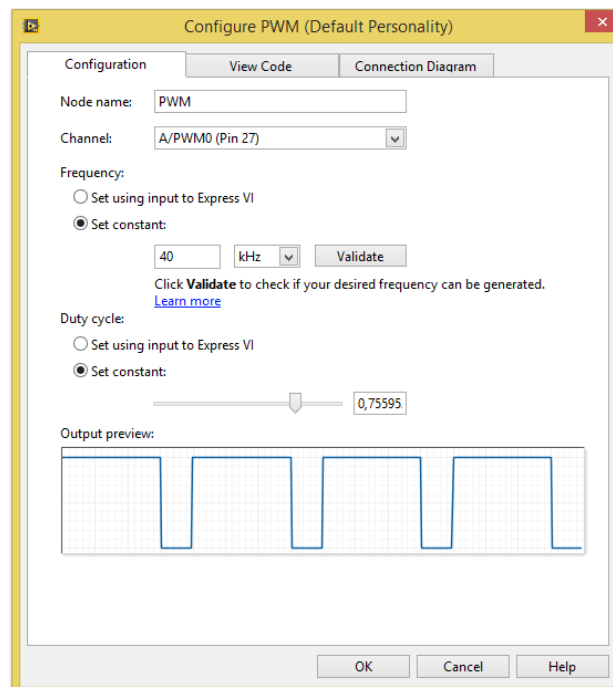 Configure PWM (Default Personality)
Configuration View Code Connection Diagram
Node name: PWM
Channel: A/PWM0 (Pin 27)
Frequency:
Set using input to Express VI
Set constant:
40 kHz Validate
Click Validate to check if your desired frequency can be generated.
Learn more
Duty cycle:
Set using input to Express VI
Set constant:
0,75595
Output preview:
OK Cancel Help